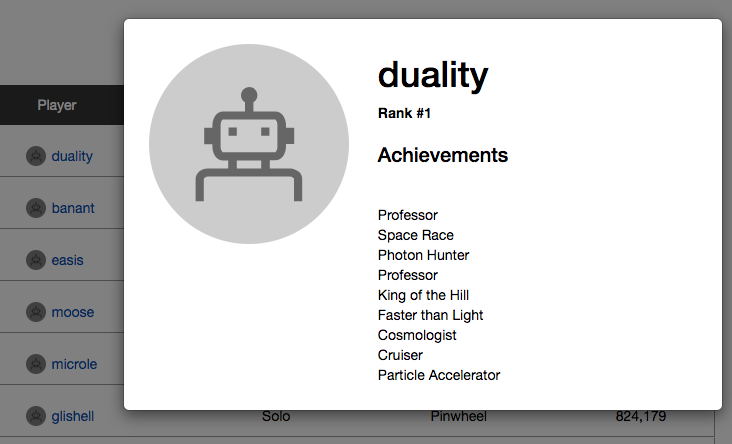 duality
Rank #1
Achievements
Professor
Space Race
Photon Hunter
Professor
King of the Hill
Faster than Light
Cosmologist
Cruiser
Particle Accelerator
Player
duality
banant
easis
moose
microle
glishell Solo Pinwheel 824,179